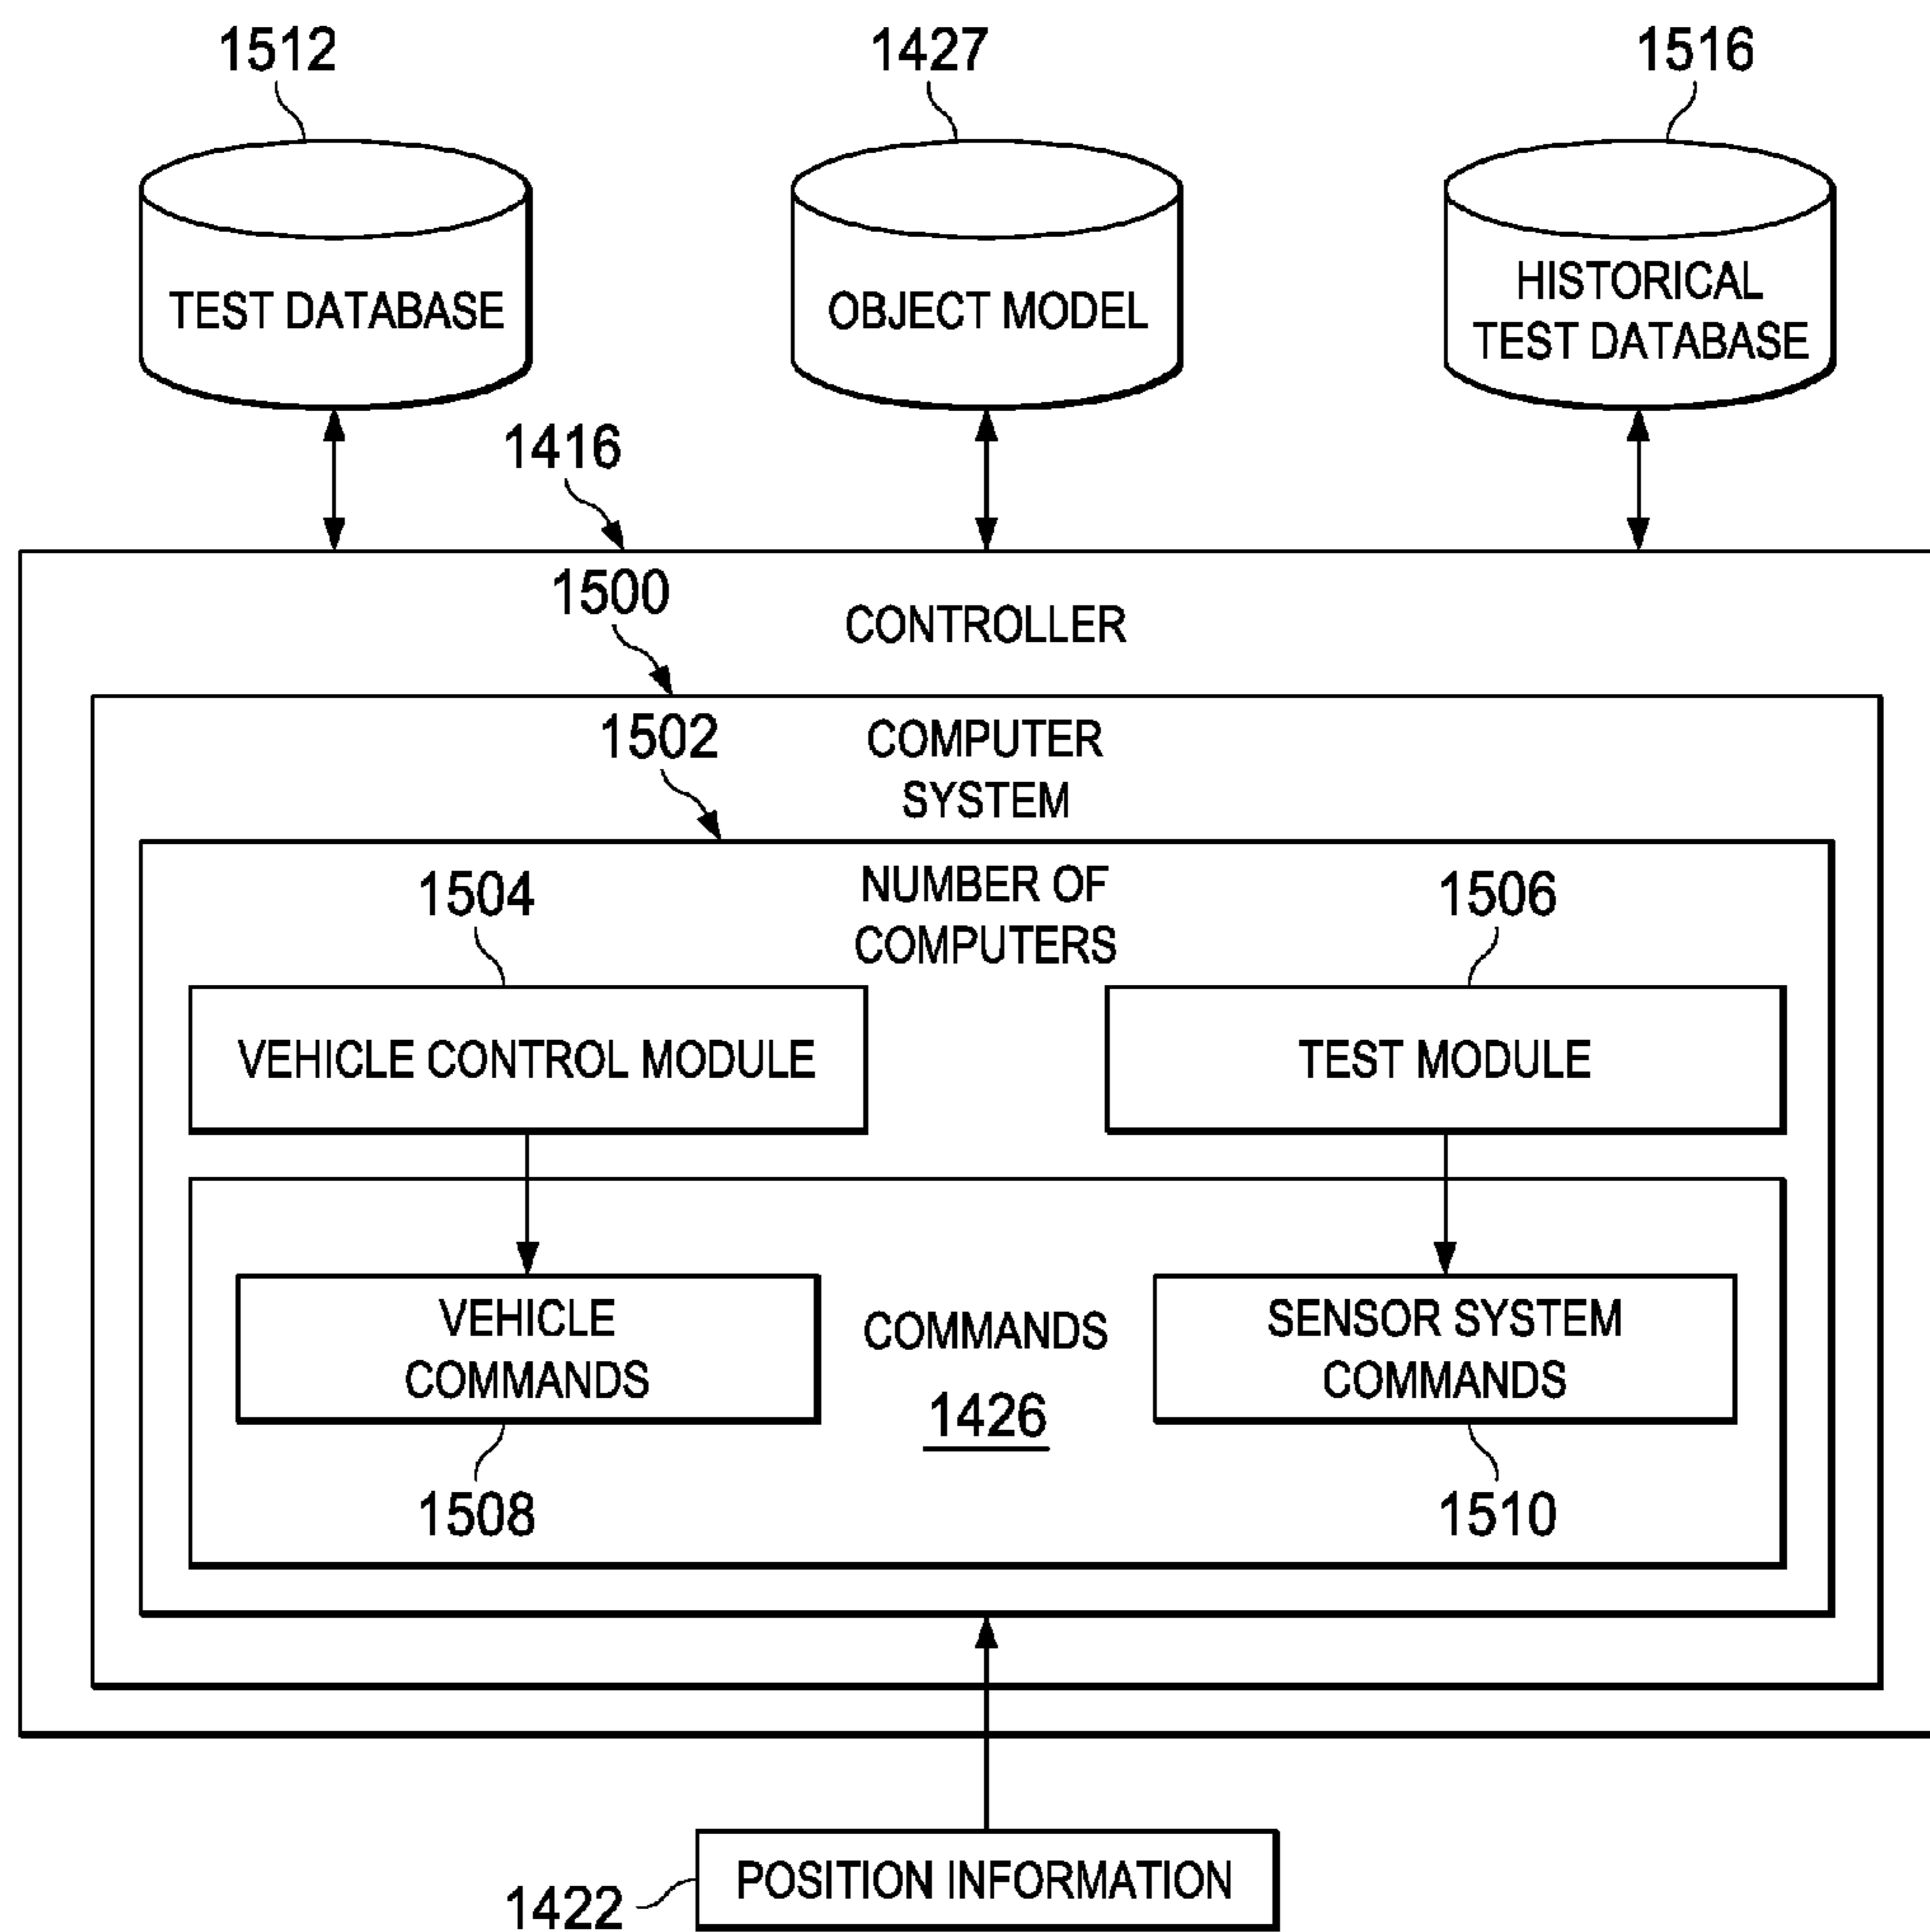 1512
1427
1516
TEST DATABASE
OBJECT MODEL
HISTORICAL
TEST DATABASE
1416
1500
CONTROLLER
1502
COMPUTER
SYSTEM
1504
NUMBER OF
COMPUTERS
1506
VEHICLE CONTROL MODULE
TEST MODULE
VEHICLE
COMMANDS
COMMANDS
1426
SENSOR SYSTEM
COMMANDS
1508
1510
POSITION INFORMATION
1422